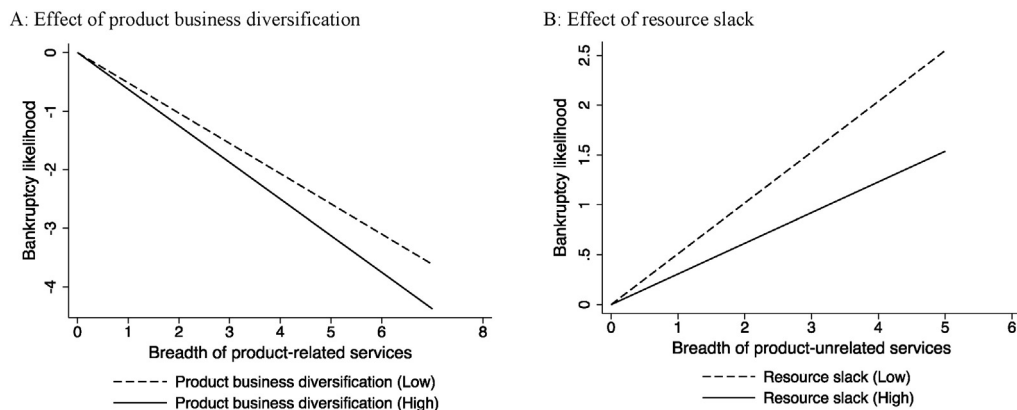 A: Effect of product business diversification
Bankruptcy likelihood
0
-1
-2
-3
-4
0 1 2 3 4 5 6 7 8
Breadth of product-related services
Product business diversification (Low)
Product business diversification (High)
B: Effect of resource slack
Bankruptcy likelihood
2.5
2
1.5
1
.5
0
0 1 2 3 4 5 6
Breadth of product-unrelated services
Resource slack (Low)
Resource slack (High)